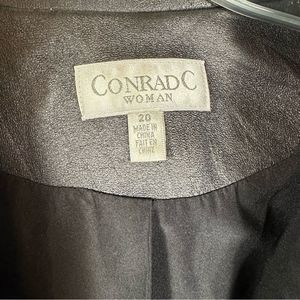 CONRAD C
WOMAN
20
MADE IN
CHINA
FAIT EN
CHINE